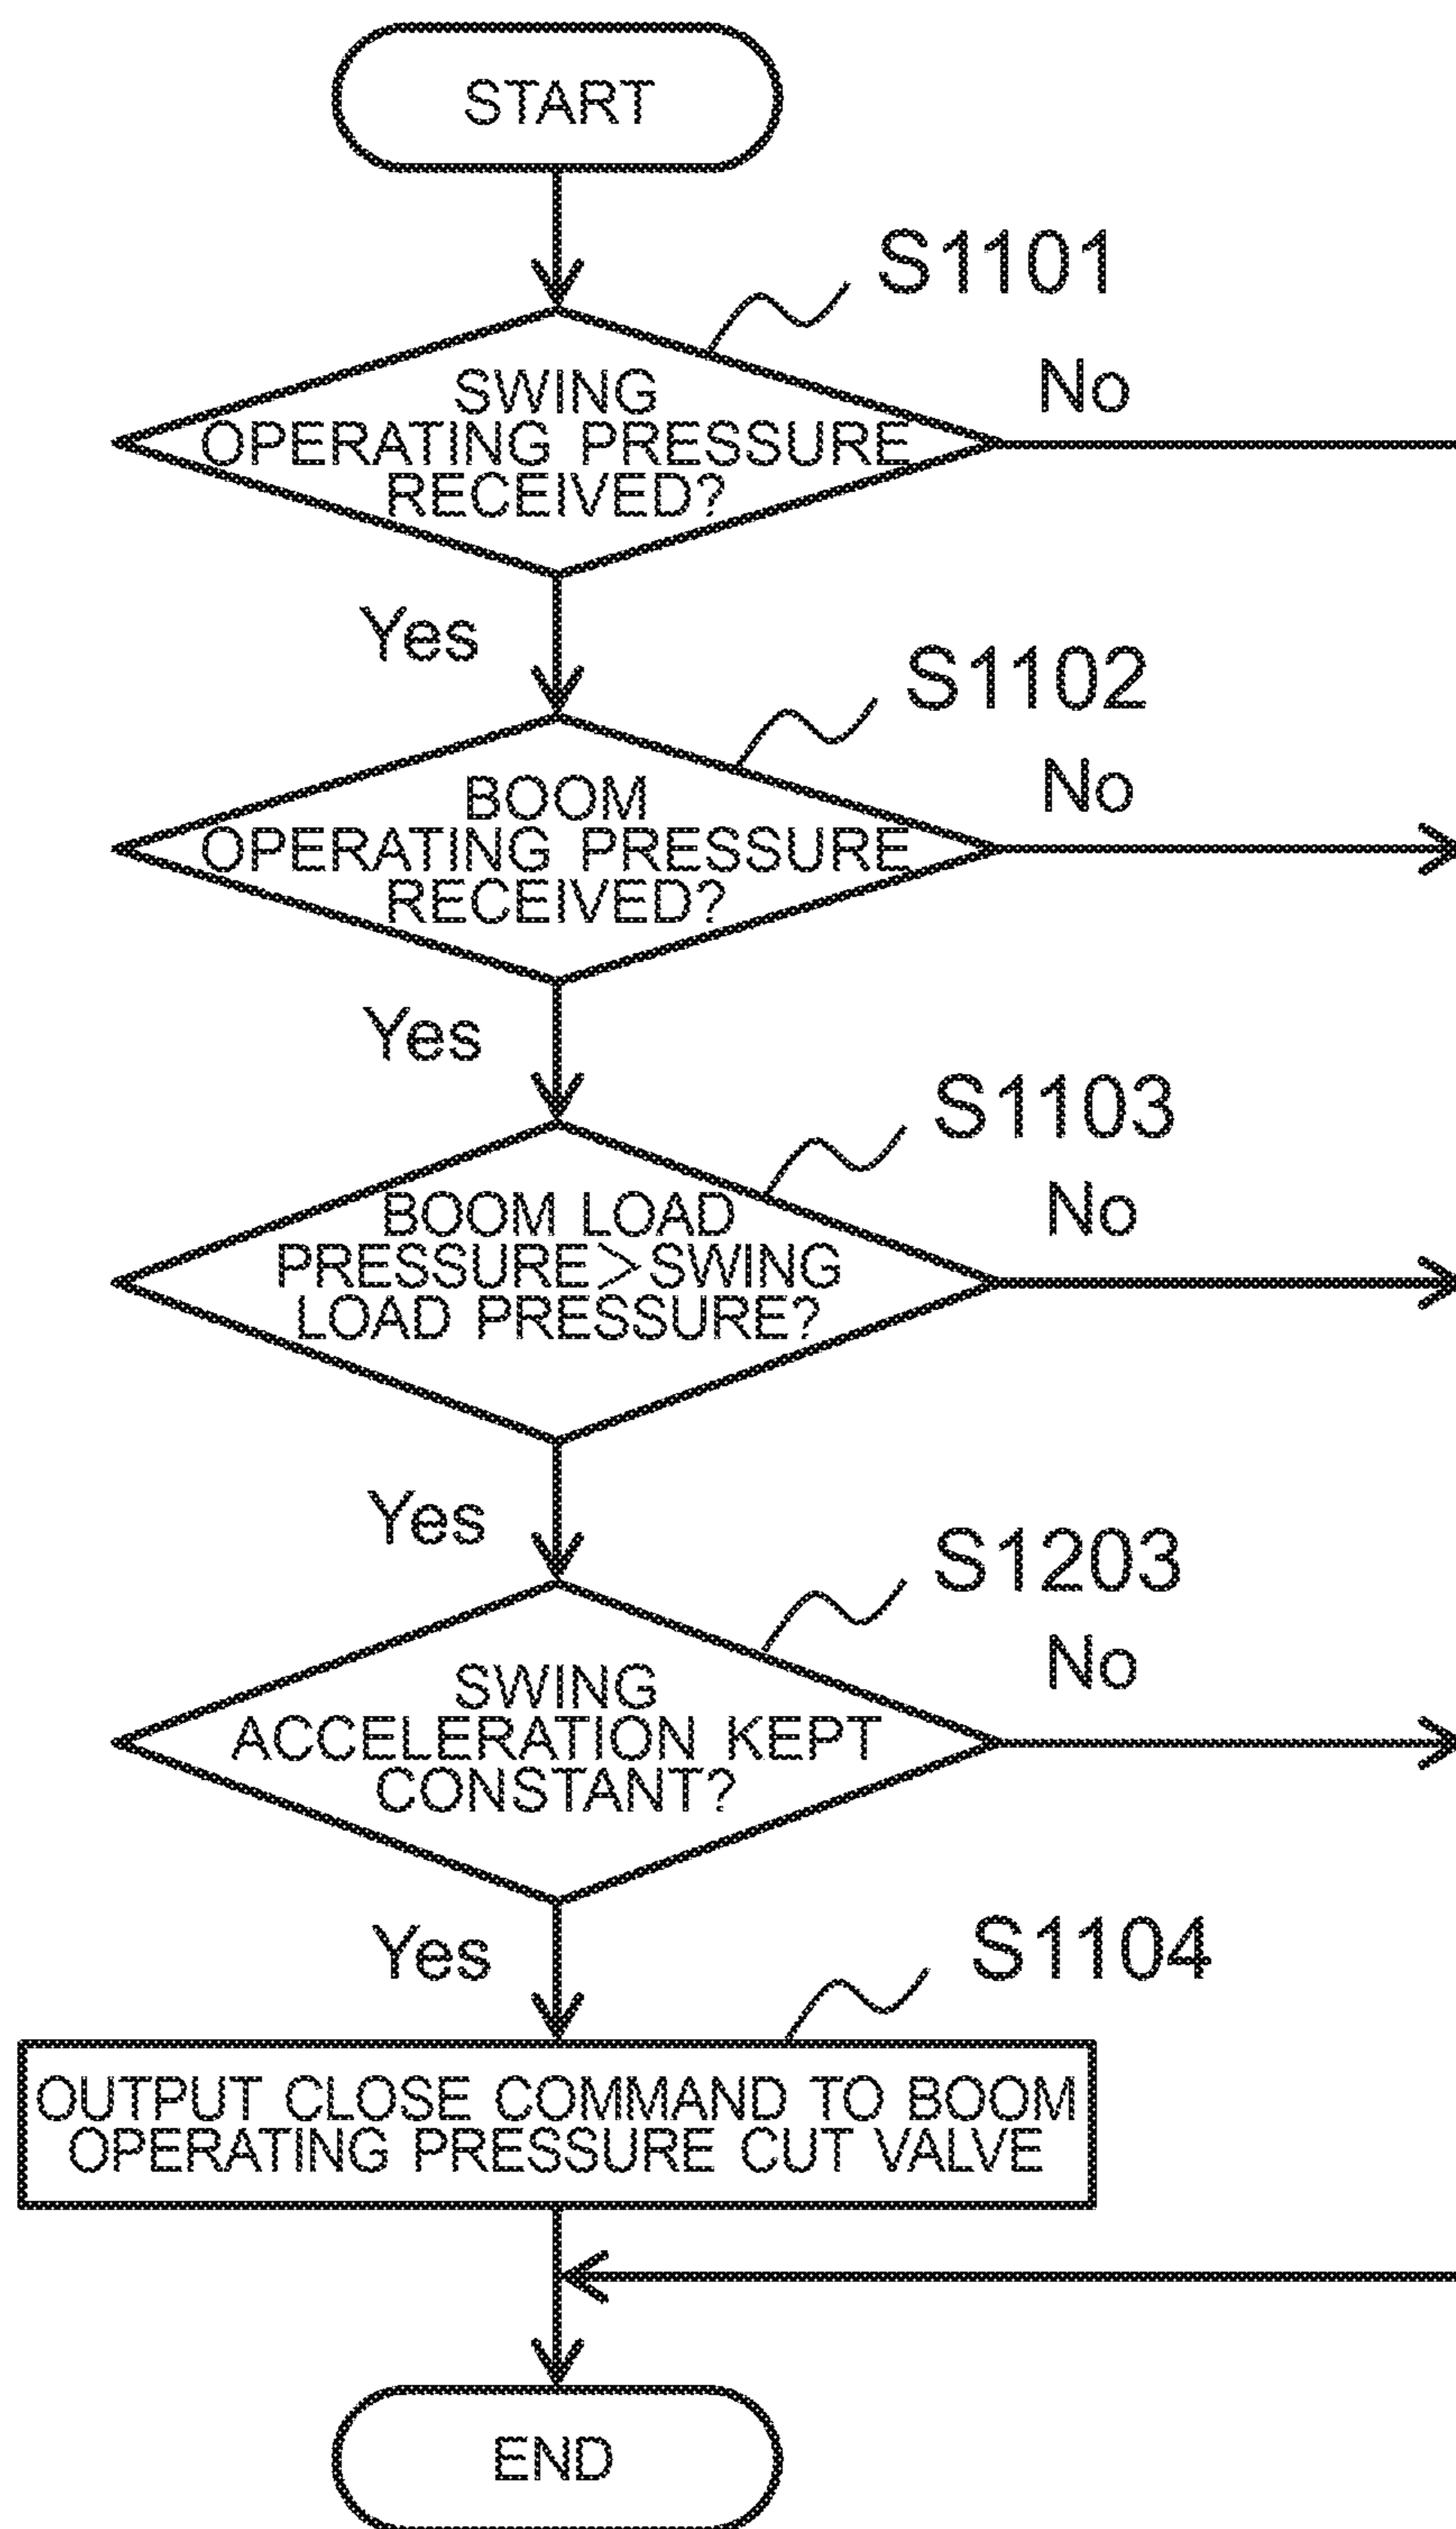 START
S1101
SWING
OPERATING PRESSURE
RECEIVED?
No
Yes
S1102
BOOM
OPERATING PRESSURE
RECEIVED?
No
Yes
S1103
BOOM LOAD
PRESSURE>SWING
LOAD PRESSURE?
No
Yes
S1203
SWING
ACCELERATION KEPT
CONSTANT?
No
Yes
S1104
OUTPUT CLOSE COMMAND TO BOOM
OPERATING PRESSURE CUT VALVE
END